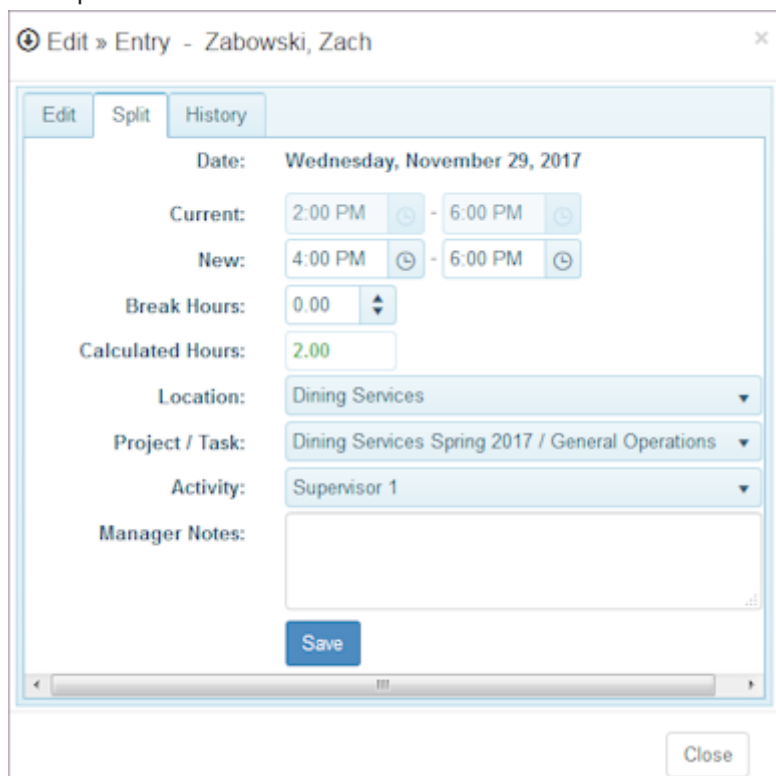 Edit » Entry - Zabowski, Zach ×
Edit Split History
Date: Wednesday, November 29, 2017
Current: 2:00 PM - 6:00 PM
New: 4:00 PM - 6:00 PM
Break Hours: 0.00
Calculated Hours: 2.00
Location: Dining Services
Project / Task: Dining Services Spring 2017 / General Operations
Activity: Supervisor 1
Manager Notes:
Save
Close